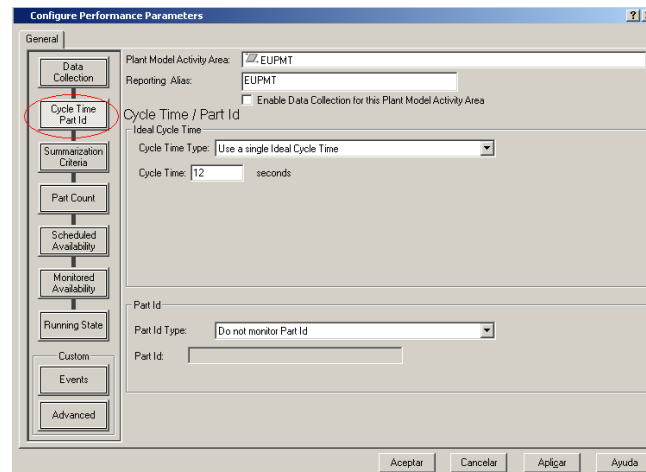 Configure Performance Parameters
General
Data Collection
Cycle Time Part Id
Summarization Criteria
Part Count
Scheduled Availability
Monitored Availability
Running State
Custom
Events
Advanced
Plant Model Activity Area: EUPMT
Reporting Alias: EUPMT
Enable Data Collection for this Plant Model Activity Area
Cycle Time / Part Id
Ideal Cycle Time
Cycle Time Type: Use a single Ideal Cycle Time
Cycle Time: 12 seconds
Part Id
Part Id Type: Do not monitor Part Id
Part Id:
Aceptar Cancelar Aplicar Ayuda